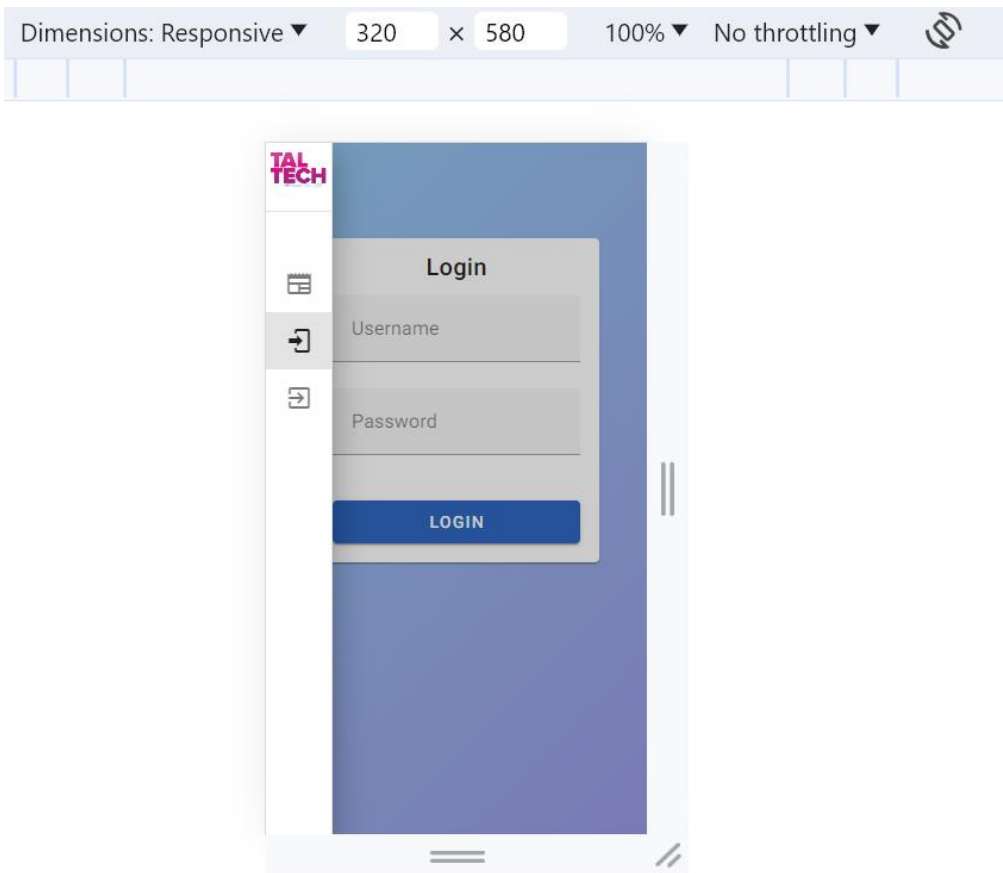 Dimensions: Responsive ▼ 320 × 580 100% ▼ No throttling ▼
TAL
TECH
Login
Username
Password
LOGIN